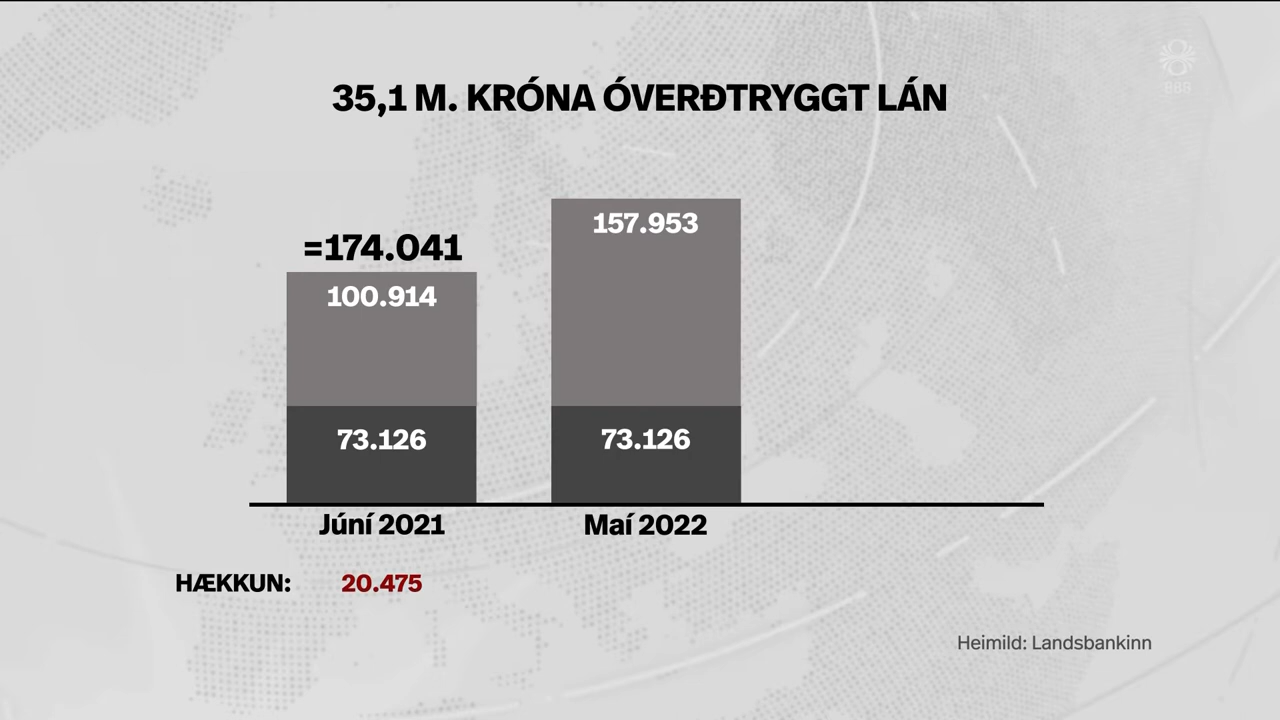 35,1 M. KRÓNA ÓVERÐTRYGGT LÁN
=174.041
100.914
73.126
157.953
73.126
Júní 2021
Maí 2022
HÆKKUN: 20.475
Heimild: Landsbankinn